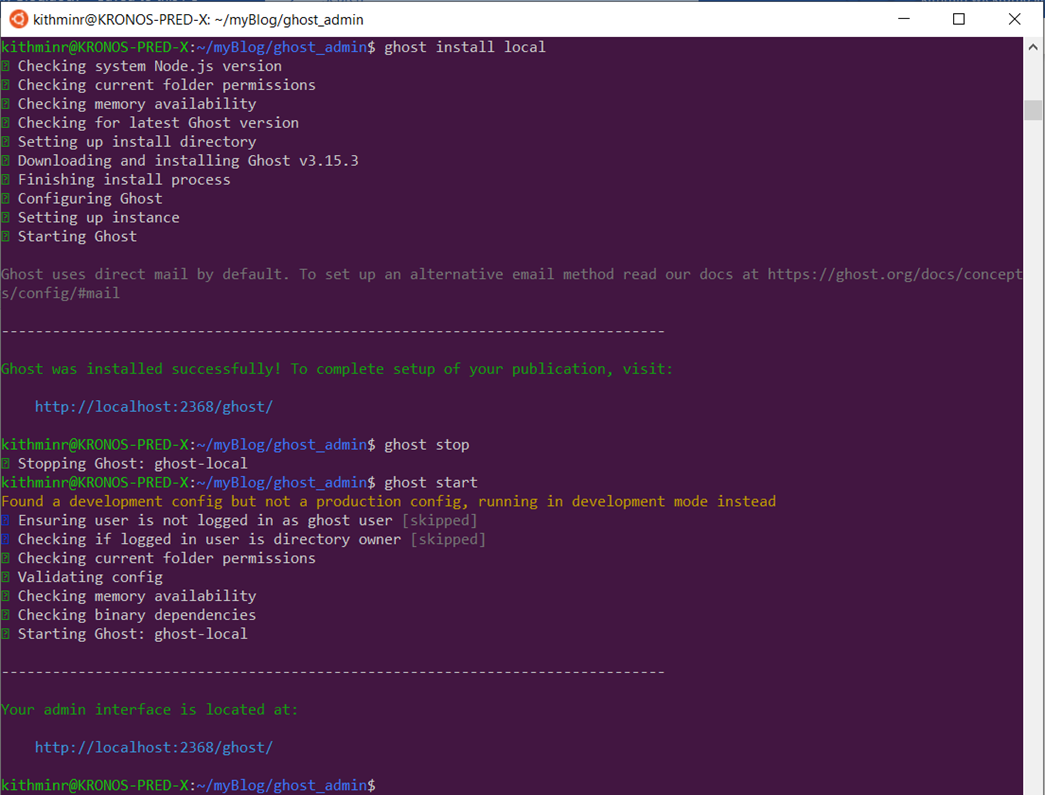 kithminr@KRONOS-PRED-X: ~/myBlog/ghost_admin
kithminr@KRONOS-PRED-X:~/myBlog/ghost_admin$ ghost install local
Checking system Node.js version
Checking current folder permissions
Checking memory availability
Checking for latest Ghost version
Setting up install directory
Downloading and installing Ghost v3.15.3
Finishing install process
Configuring Ghost
Setting up instance
Starting Ghost
Ghost uses direct mail by default. To set up an alternative email method read our docs at https://ghost.org/docs/concept
s/config/#mail
------------------------------------------------------------------------------
Ghost was installed successfully! To complete setup of your publication, visit:
http://localhost:2368/ghost/
kithminr@KRONOS-PRED-X:~/myBlog/ghost_admin$ ghost stop
Stopping Ghost: ghost-local
kithminr@KRONOS-PRED-X:~/myBlog/ghost_admin$ ghost start
Found a development config but not a production config, running in development mode instead
Ensuring user is not logged in as ghost user [skipped]
Checking if logged in user is directory owner [skipped]
Checking current folder permissions
Validating config
Checking memory availability
Checking binary dependencies
Starting Ghost: ghost-local
------------------------------------------------------------------------------
Your admin interface is located at:
http://localhost:2368/ghost/
kithminr@KRONOS-PRED-X:~/myBlog/ghost_admin$